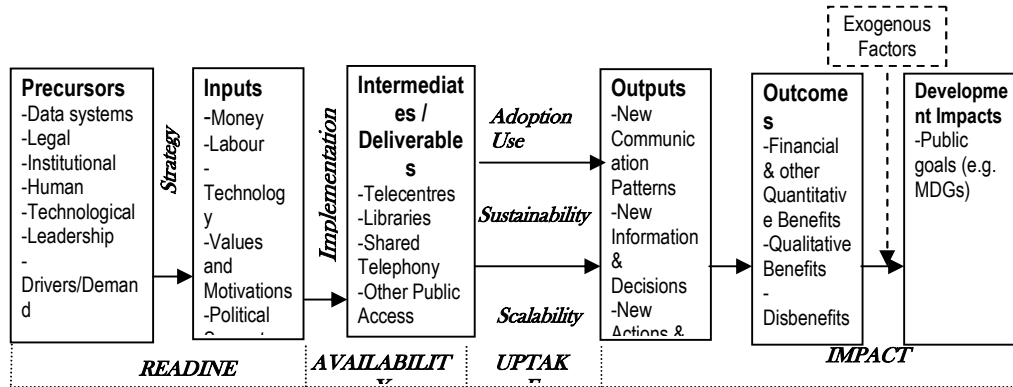 Exogenous
Factors
Precursors
-Data systems
-Legal
-Institutional
-Human
-Technological
-Leadership
-
Drivers/Deman
d
Strategy
Inputs
-Money
-Labour
-
Technolog
y
-Values
and
Motivations
-Political
Implementation
Intermediat
es /
Deliverable
s
-Telecentres
-Libraries
-Shared
Telephony
-Other Public
Access
Adoption
Use
Sustainability
Scalability
Outputs
-New
Communic
ation
Patterns
-New
Information
&
Decisions
-New
Actions &
Outcome
s
-Financial
& other
Quantitativ
e Benefits
-Qualitative
Benefits
-
Disbenefits
Developme
nt Impacts
-Public
goals (e.g.
MDGs)
READINE
AVAILABILIT
UPTAK
IMPACT